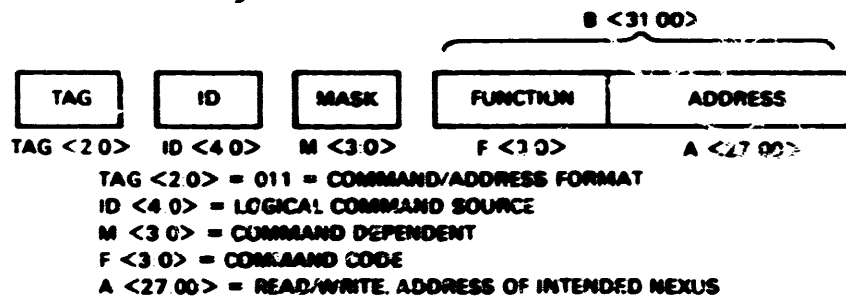 B <31:00>
TAG ID MASK FUNCTION ADDRESS
TAG <2:0> ID <4:0> M <3:0> F <3:0> A <27:00>
TAG <2:0> = 011 = COMMAND/ADDRESS FORMAT
ID <4:0> = LOGICAL COMMAND SOURCE
M <3:0> = COMMAND DEPENDENT
F <3:0> = COMMAND CODE
A <27:00> = READ/WRITE, ADDRESS OF INTENDED NEXUS